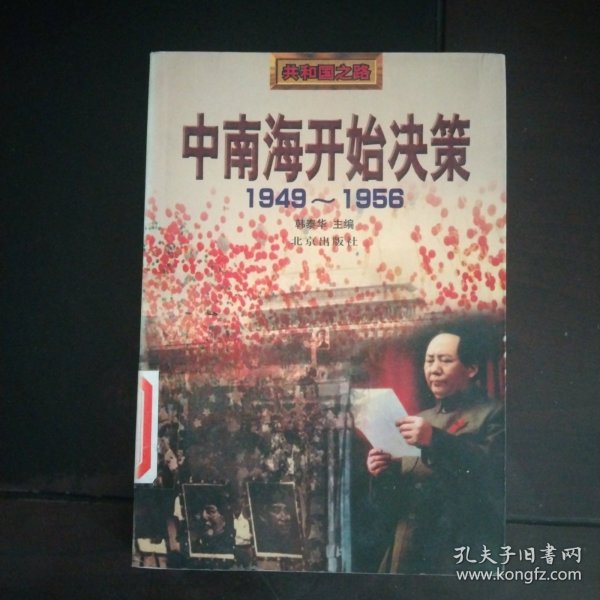 共和国之路
中南海开始决策
1949～1956
韩泰华 主编
北京出版社
孔夫子旧书网
www.kongfz.com